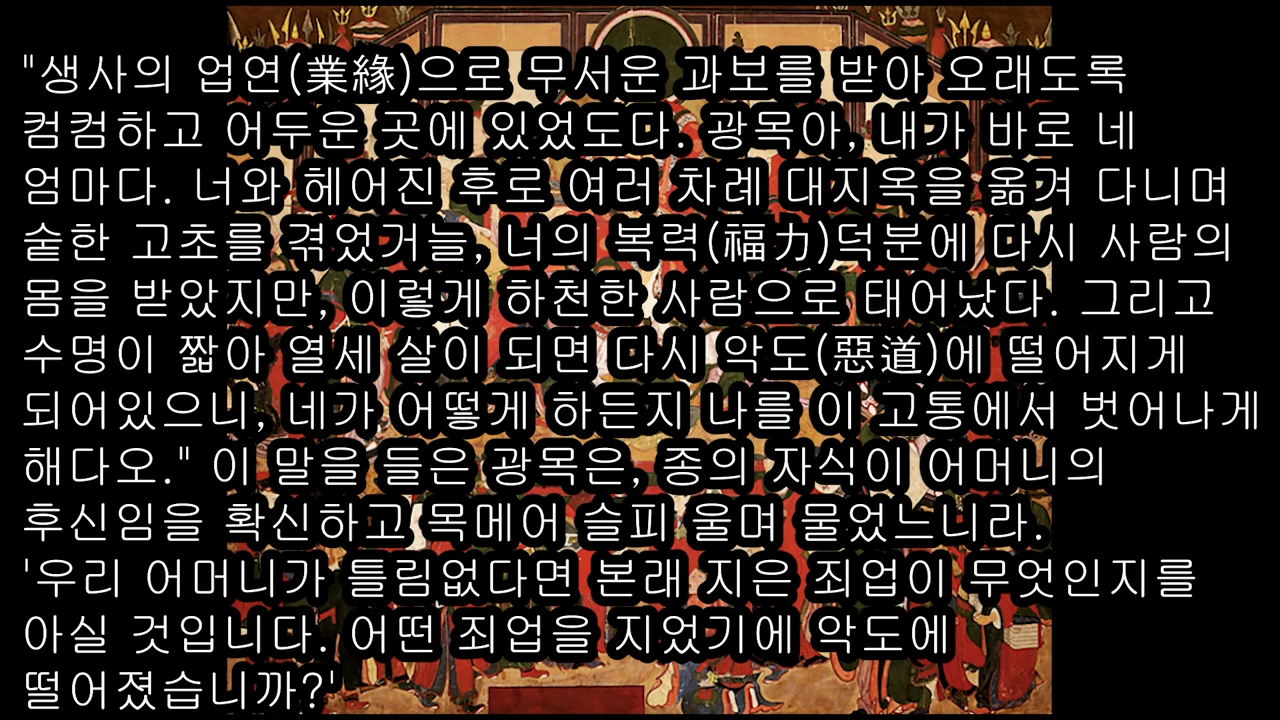 "생사의 업연(業緣)으로 무서운 과보를 받아 오래도록
컴컴하고 어두운 곳에 있었도다. 광목아, 내가 바로 네
엄마다. 너와 헤어진 후로 여러 차례 대지옥을 옮겨 다니며
숱한 고초를 겪었거늘, 너의 복력(福力)덕분에 다시 사람의
몸을 받았지만, 이렇게 하천한 사람으로 태어났다. 그리고
수명이 짧아 열세 살이 되면 다시 악도(惡道)에 떨어지게
되어있으니, 네가 어떻게 하든지 나를 이 고통에서 벗어나게
해다오." 이 말을 들은 광목은, 종의 자식이 어머니의
후신임을 확신하고 목메어 슬피 울며 물었느니라.
'우리 어머니가 틀림없다면 본래 지은 죄업이 무엇인지를
아실 것입니다. 어떤 죄업을 지었기에 악도에
떨어졌습니까?'